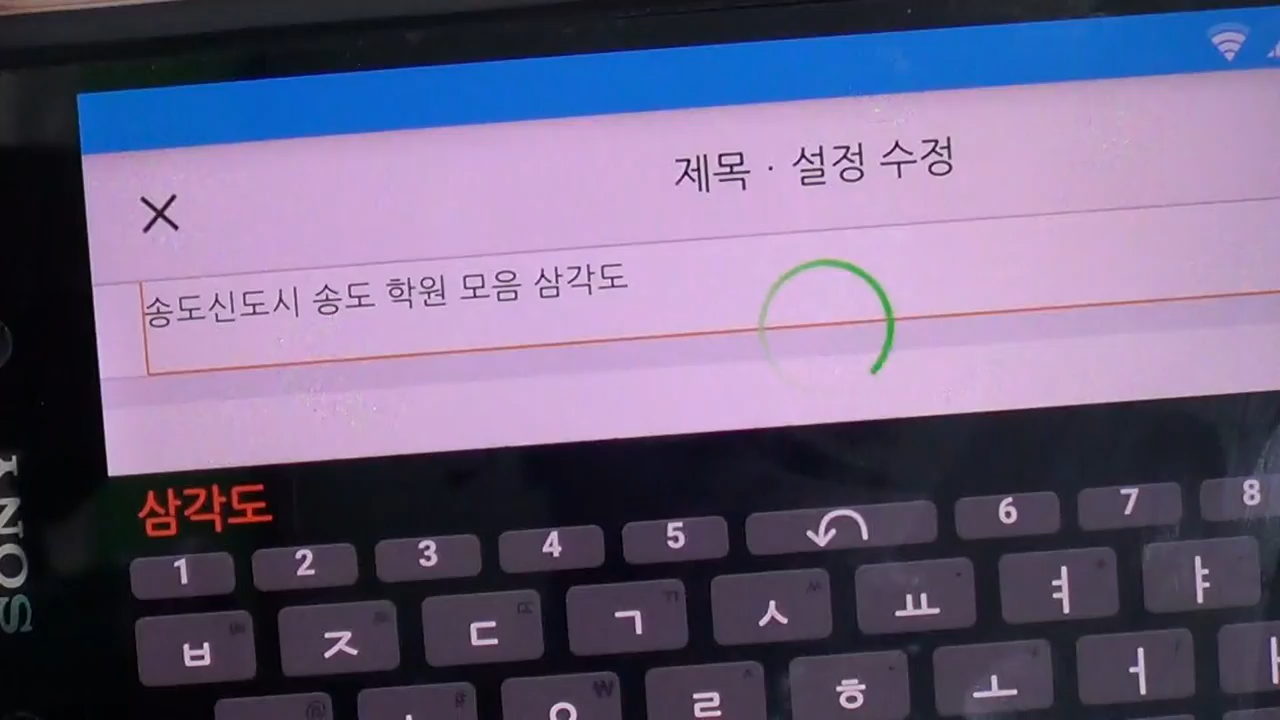 제목 · 설정 수정
송도신도시 송도 학원 모음 삼각도
삼각도
1 2 3 4 5 6 7 8
ㅂ ㅈ ㄷ ㄱ ㅅ ㅛ ㅕ ㅑ
ㄹ ㅎ ㅗ ㅓ
SONY